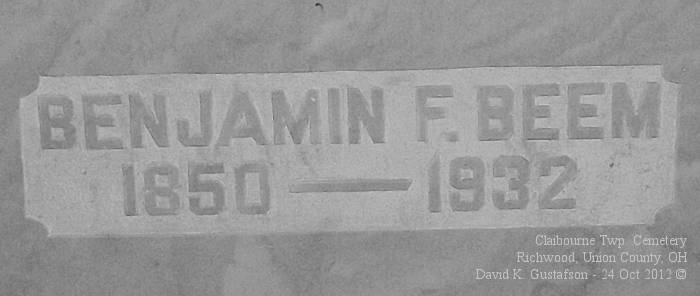 BENJAMIN F. BEEM
1850 — 1932
Claibourne Twp. Cemetery
Richwood, Union County, OH
David K. Gustafson - 24 Oct 2012 ©